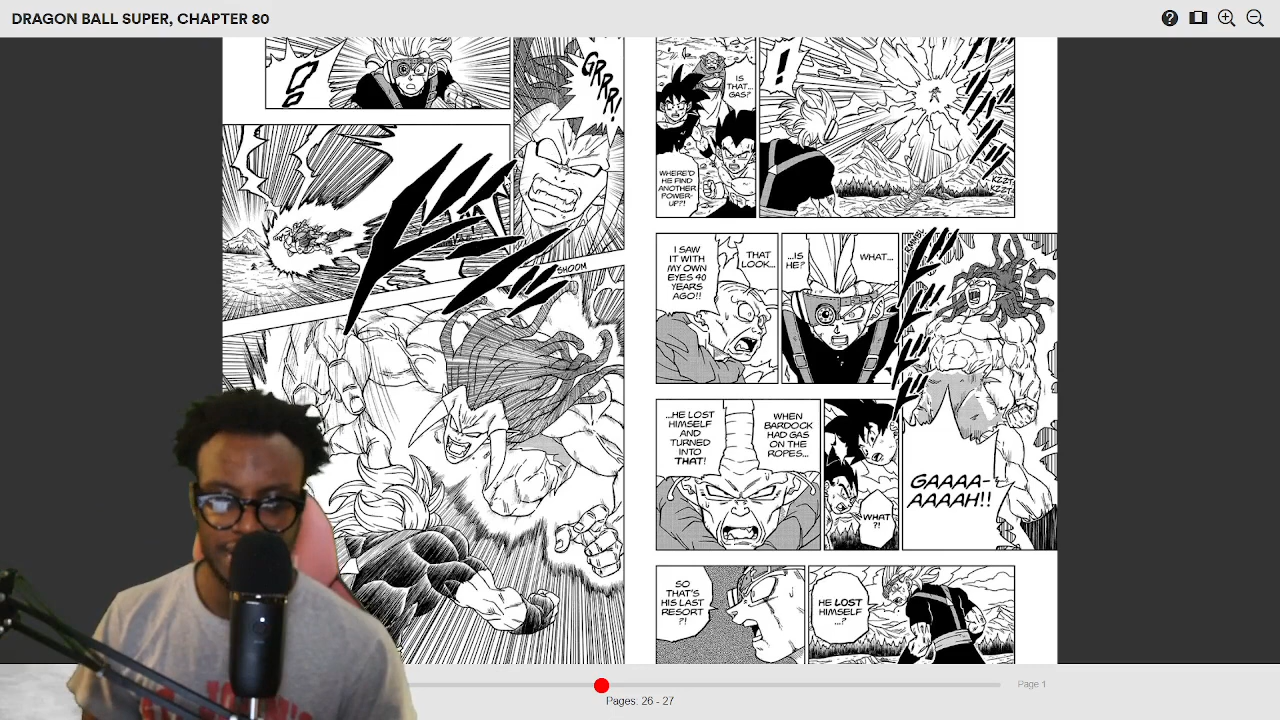 DRAGON BALL SUPER, CHAPTER 80
IS
THAT...
GAS?
WHERE'D
HE FIND
ANOTHER
POWER-
UP?!
!
KZZT
KZZT
WHAT...
...IS
HE?
THAT
LOOK...
I SAW
IT WITH
MY OWN
EYES 40
YEARS
AGO!!
GAAAA-
AAAAH!!
WHAT
?!
WHEN
BARDOCK
HAD GAS
ON THE
ROPES...
...HE LOST
HIMSELF
AND
TURNED
INTO
THAT!
HE LOST
HIMSELF
...?
SO
THAT'S
HIS LAST
RESORT
?!
GRRR!
?
SHOOM
Page 1
Pages: 26 - 27